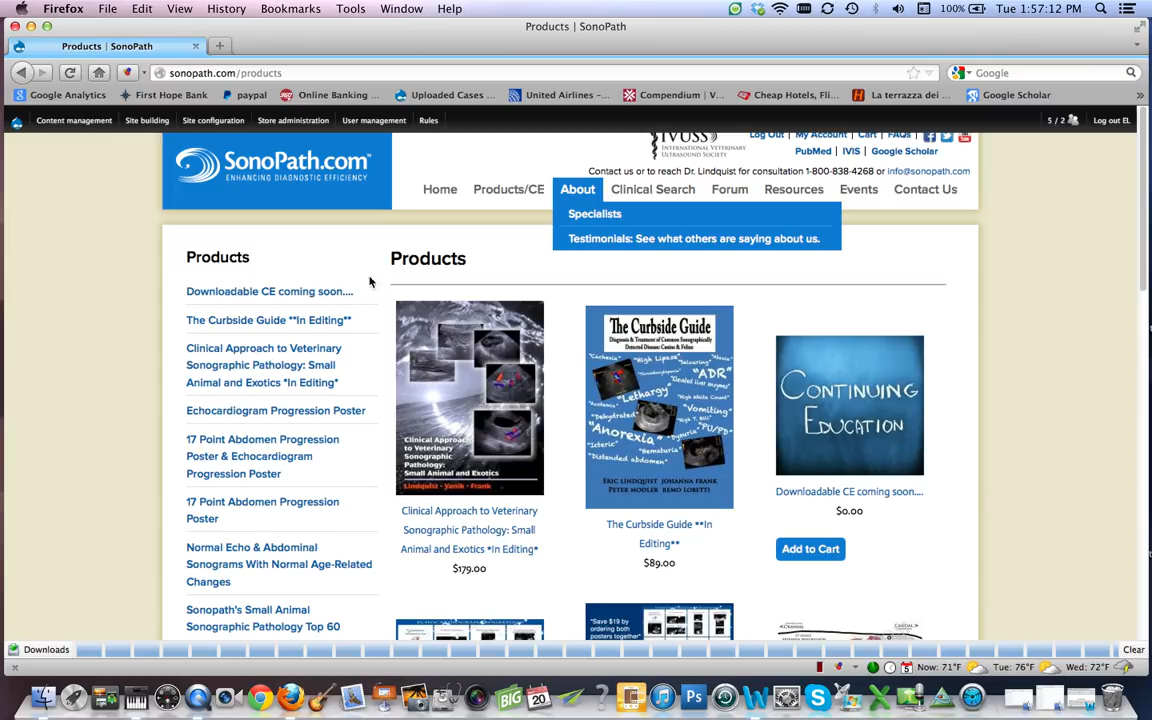 Firefox File Edit View History Bookmarks Tools Window Help
100% Tue 1:57:12 PM
Products | SonoPath
Products | SonoPath
sonopath.com/products
Google
Google Analytics First Hope Bank paypal Online Banking ... Uploaded Cases ... United Airlines -... Compendium | V... Cheap Hotels, Fli... La terrazza dei ... Google Scholar
Content management Site building Site configuration Store administration User management Rules
5 / 2 Log out EL
SonoPath.com
ENHANCING DIAGNOSTIC EFFICIENCY
IVUSS
INTERNATIONAL VETERINARY
ULTRASOUND SOCIETY
Log Out | My Account | Cart | FAQs |
PubMed | IVIS | Google Scholar
Contact us or to reach Dr. Lindquist for consultation 1-800-838-4268 or info@sonopath.com
Home Products/CE About Clinical Search Forum Resources Events Contact Us
Specialists
Testimonials: See what others are saying about us.
Products
Downloadable CE coming soon....
The Curbside Guide **In Editing**
Clinical Approach to Veterinary
Sonographic Pathology: Small
Animal and Exotics *In Editing*
Echocardiogram Progression Poster
17 Point Abdomen Progression
Poster & Echocardiogram
Progression Poster
17 Point Abdomen Progression
Poster
Normal Echo & Abdominal
Sonograms With Normal Age-Related
Changes
Sonopath's Small Animal
Sonographic Pathology Top 60
Products
Clinical Approach
to Veterinary
Sonographic Pathology:
Small Animal and Exotics
Lindquist • Yanik • Frank
Clinical Approach to Veterinary
Sonographic Pathology: Small
Animal and Exotics *In Editing*
$179.00
The Curbside Guide
Diagnosis & Treatment of Common Sonographically
Detected Disease: Canine & Feline
"Cachexia"
"High Lipase"
"ADR"
"Lethargy"
"Vomiting"
"High White Count"
"Dehydrated"
"Anorexia"
"PU/PD"
"Icteric"
"Hematuria"
"Distended abdomen"
ERIC LINDQUIST JOHANNA FRANK
PETER MODLER REMO LOBETTI
The Curbside Guide **In
Editing**
$89.00
CONTINUING
EDUCATION
Downloadable CE coming soon....
$0.00
Add to Cart
*Save $19 by
ordering both
posters together*
Downloads
Clear
Now: 71°F Tue: 76°F Wed: 72°F
BIG
20
Ps